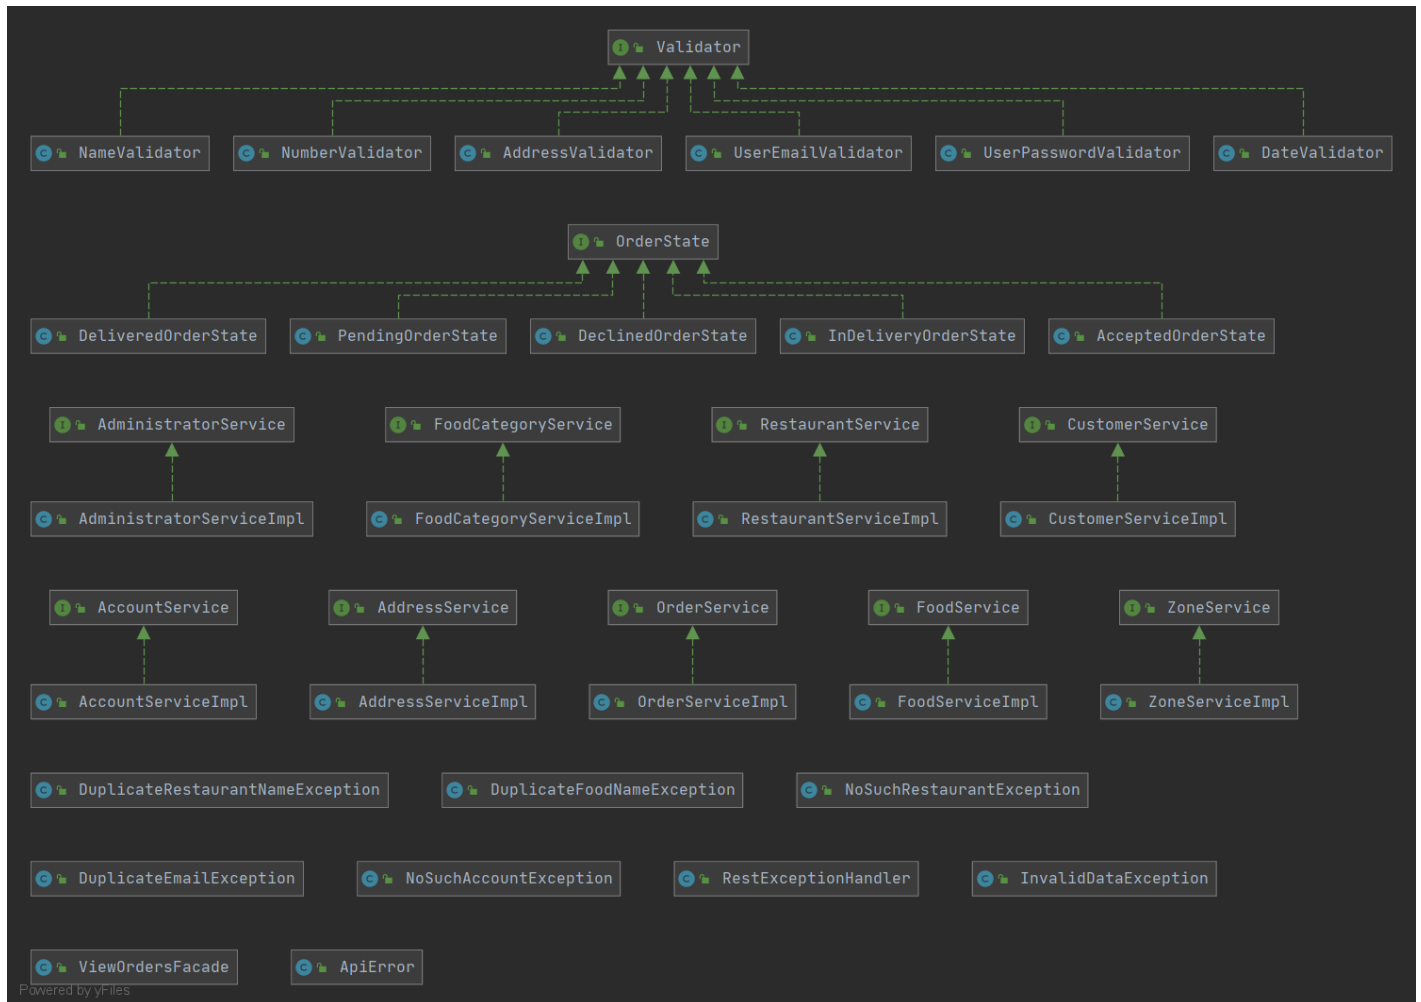 Validator
NameValidator NumberValidator AddressValidator UserEmailValidator UserPasswordValidator DateValidator
OrderState
DeliveredOrderState PendingOrderState DeclinedOrderState InDeliveryOrderState AcceptedOrderState
AdministratorService FoodCategoryService RestaurantService CustomerService
AdministratorServiceImpl FoodCategoryServiceImpl RestaurantServiceImpl CustomerServiceImpl
AccountService AddressService OrderService FoodService ZoneService
AccountServiceImpl AddressServiceImpl OrderServiceImpl FoodServiceImpl ZoneServiceImpl
DuplicateRestaurantNameException DuplicateFoodNameException NoSuchRestaurantException
DuplicateEmailException NoSuchAccountException RestExceptionHandler InvalidDataException
ViewOrdersFacade ApiError
Powered by yFiles